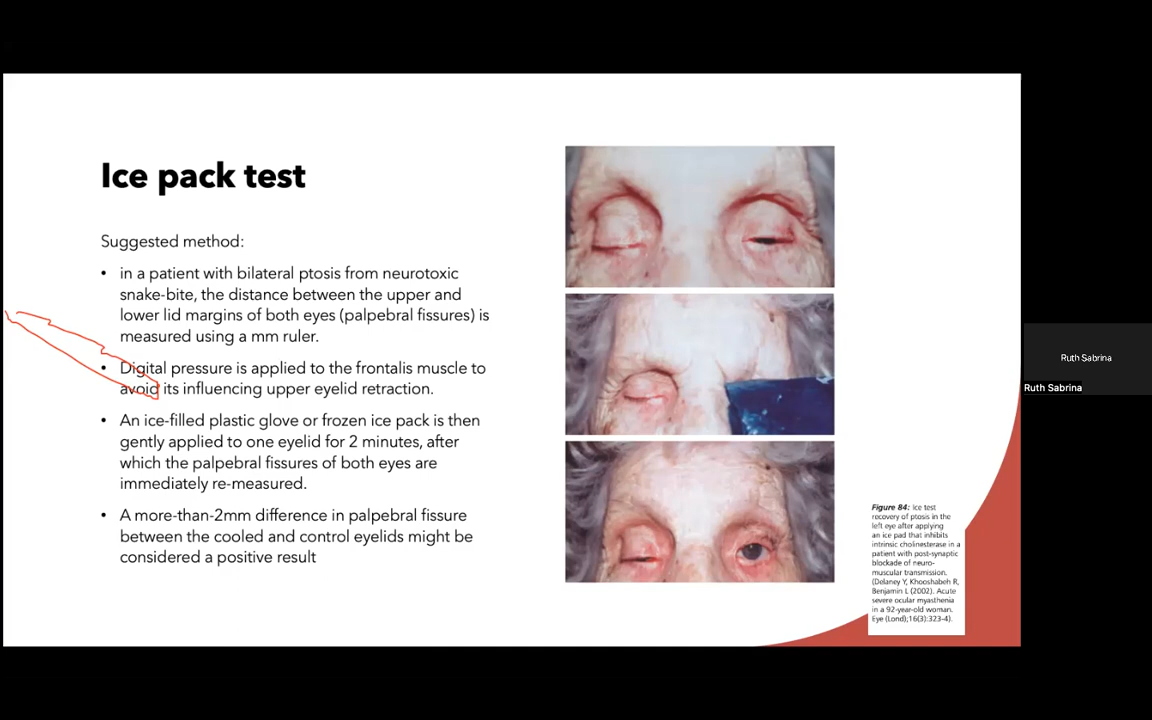 Ice pack test
Suggested method:
• in a patient with bilateral ptosis from neurotoxic
snake-bite, the distance between the upper and
lower lid margins of both eyes (palpebral fissures) is
measured using a mm ruler.
• Digital pressure is applied to the frontalis muscle to
avoid its influencing upper eyelid retraction.
• An ice-filled plastic glove or frozen ice pack is then
gently applied to one eyelid for 2 minutes, after
which the palpebral fissures of both eyes are
immediately re-measured.
• A more-than-2mm difference in palpebral fissure
between the cooled and control eyelids might be
considered a positive result
Figure 84: Ice test
recovery of ptosis in the
left eye after applying
an ice pad that inhibits
intrinsic cholinesterase in a
patient with post-synaptic
blockade of neuro-
muscular transmission.
(Delaney Y, Khooshabeh R,
Benjamin L (2002). Acute
severe ocular myasthenia
in a 92-year-old woman.
Eye (Lond);16(3):323-4).
Ruth Sabrina
Ruth Sabrina